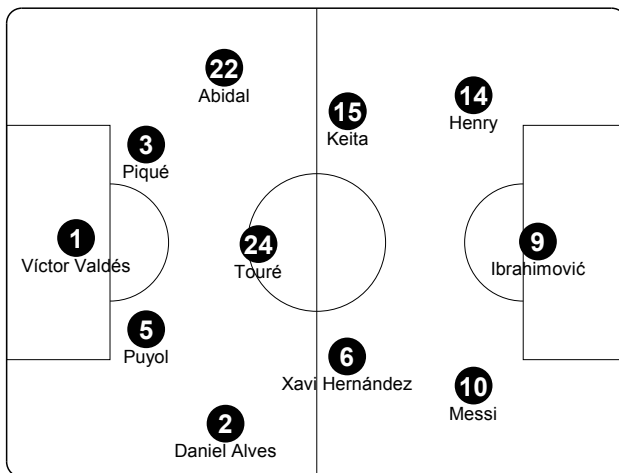 22
Abidal
14
Henry
15
Keita
3
Piqué
1
Víctor Valdés
24
Touré
9
Ibrahimović
5
Puyol
6
Xavi Hernández
10
Messi
2
Daniel Alves